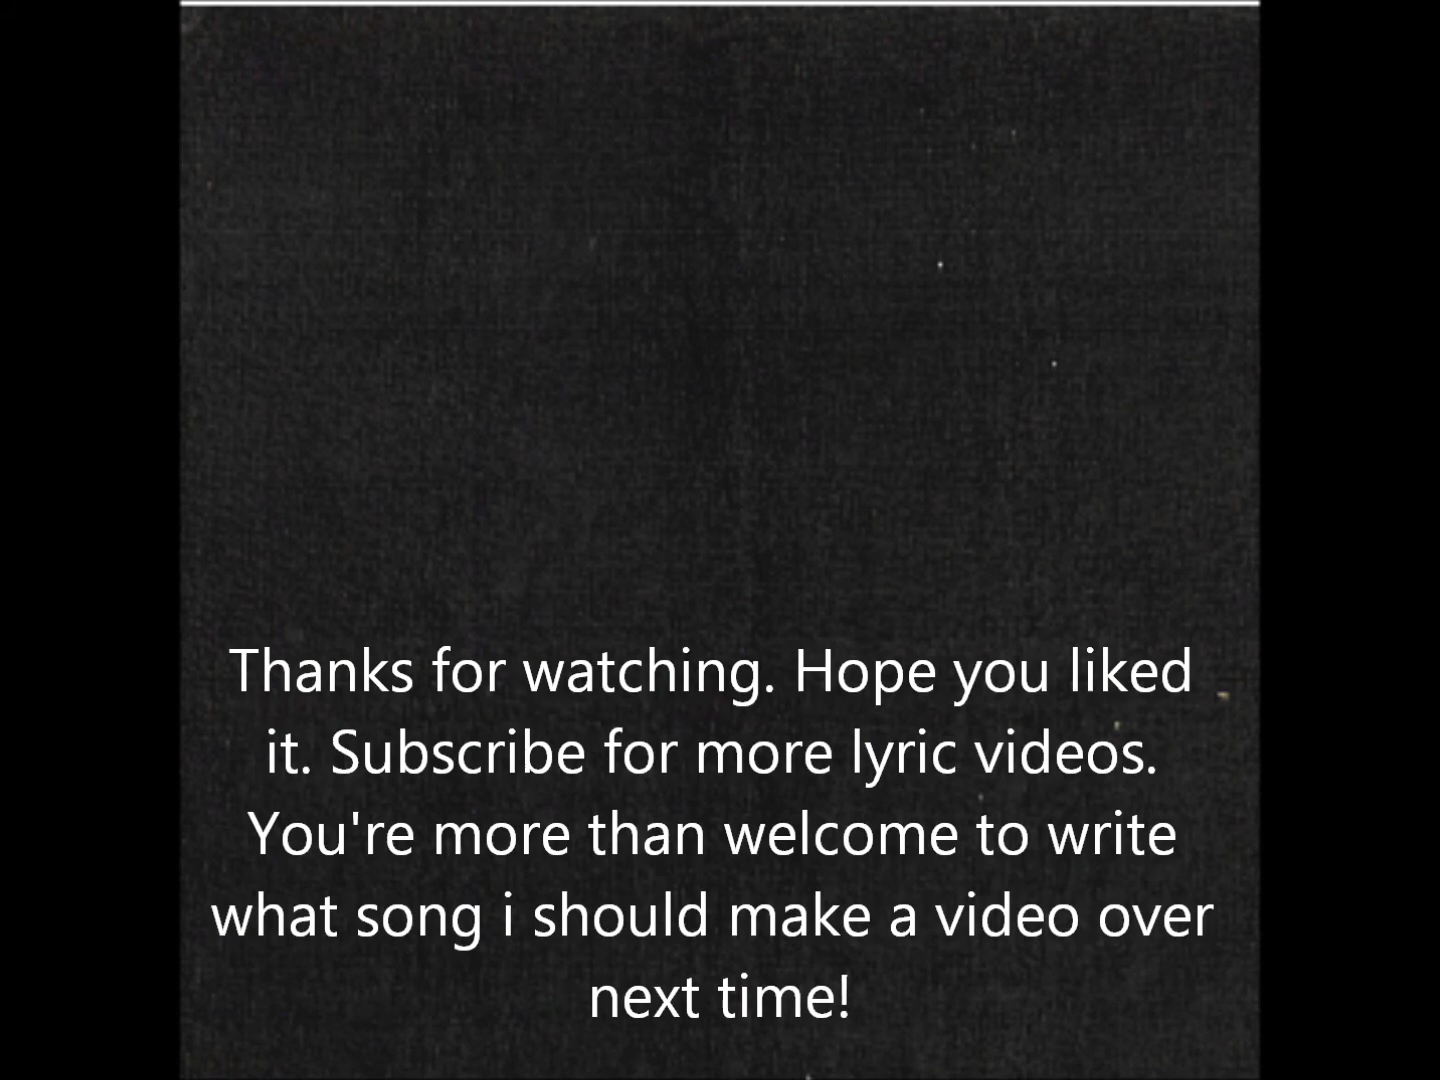 Thanks for watching. Hope you liked
it. Subscribe for more lyric videos.
You're more than welcome to write
what song i should make a video over
next time!